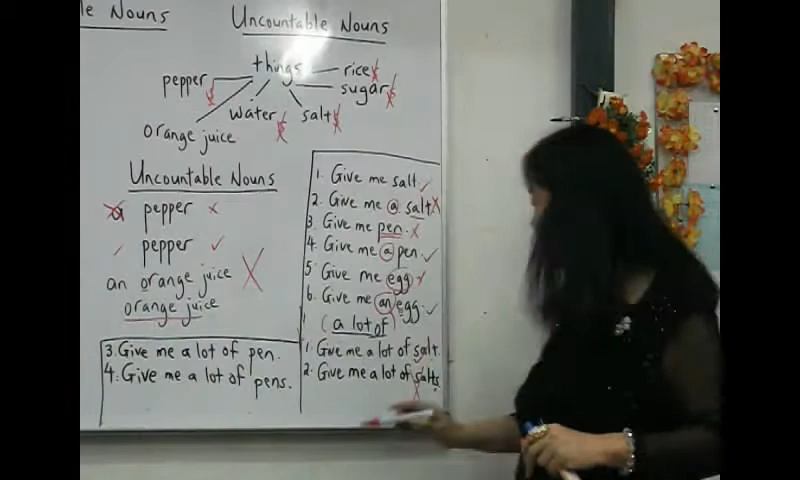 le Nouns
Uncountable Nouns
things
pepper
rice
sugar
water
salt
orange juice
Uncountable Nouns
a pepper
pepper
an orange juice
orange juice
1. Give me salt.
2. Give me a salt
3. Give me pen.
4. Give me a pen.
5 Give me egg
6. Give me an egg.
(a lot of)
1. Give me a lot of salt.
2. Give me a lot of salts
3. Give me a lot of pen.
4. Give me a lot of pens.